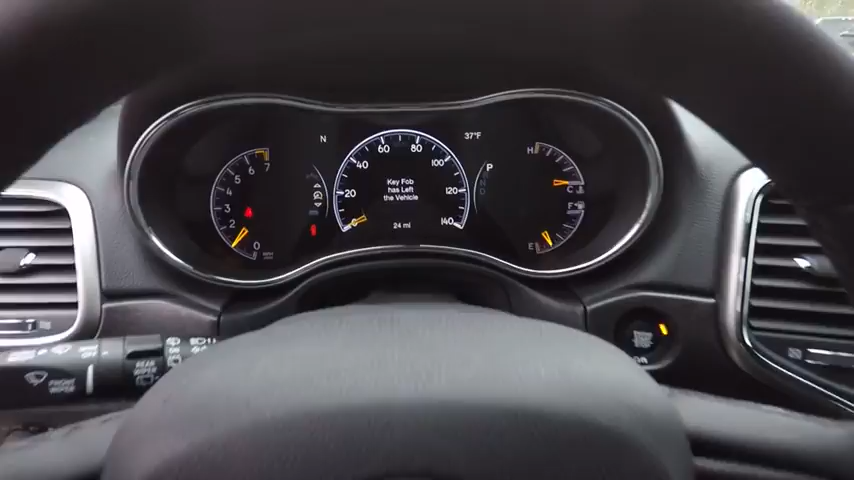 N
37°F
60 80
40 100
20 120
0 140
Key Fob
has Left
the Vehicle
24 mi
7
6
5
4
3
2
0
P
N
D
H
C
F
E
FRONT
WIPER
REAR
WIPER